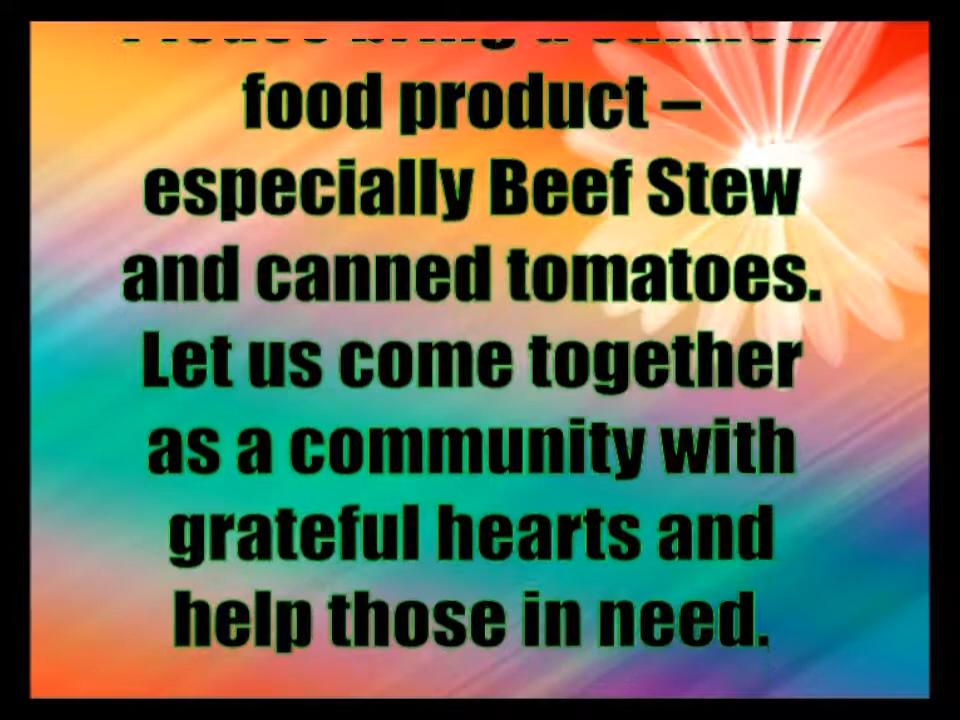 food product –
especially Beef Stew
and canned tomatoes.
Let us come together
as a community with
grateful hearts and
help those in need.